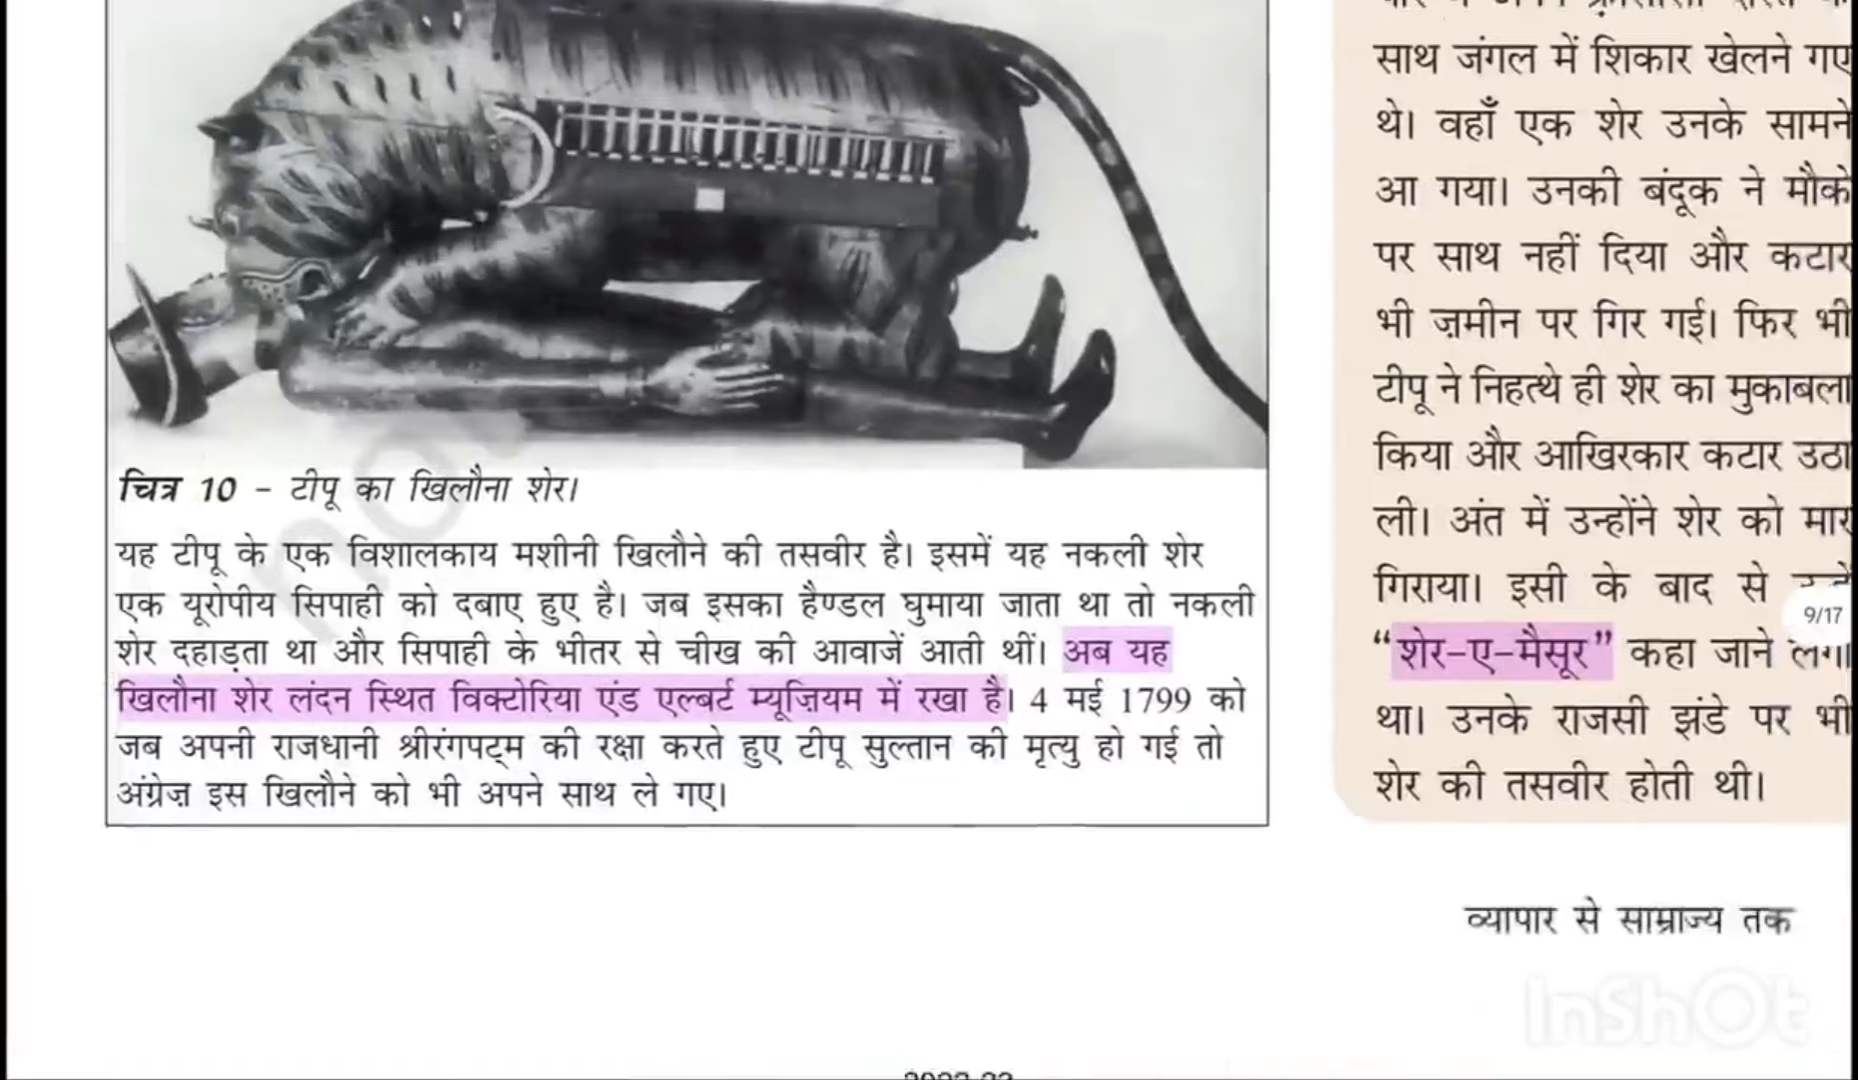 चित्र 10 – टीपू का खिलौना शेर।
यह टीपू के एक विशालकाय मशीनी खिलौने की तसवीर है। इसमें यह नकली शेर
एक यूरोपीय सिपाही को दबाए हुए है। जब इसका हैण्डल घुमाया जाता था तो नकली
शेर दहाड़ता था और सिपाही के भीतर से चीख की आवाजें आती थीं। अब यह
खिलौना शेर लंदन स्थित विक्टोरिया एंड एल्बर्ट म्यूज़ियम में रखा है। 4 मई 1799 को
जब अपनी राजधानी श्रीरंगपट्म की रक्षा करते हुए टीपू सुल्तान की मृत्यु हो गई तो
अंग्रेज़ इस खिलौने को भी अपने साथ ले गए।
साथ जंगल में शिकार खेलने गए
थे। वहाँ एक शेर उनके सामने
आ गया। उनकी बंदूक ने मौके
पर साथ नहीं दिया और कटार
भी ज़मीन पर गिर गई। फिर भी
टीपू ने निहत्थे ही शेर का मुकाबला
किया और आखिरकार कटार उठा
ली। अंत में उन्होंने शेर को मार
गिराया। इसी के बाद से
9/17
“शेर-ए-मैसूर” कहा जाने लगा
था। उनके राजसी झंडे पर भी
शेर की तसवीर होती थी।
व्यापार से साम्राज्य तक
InShOt